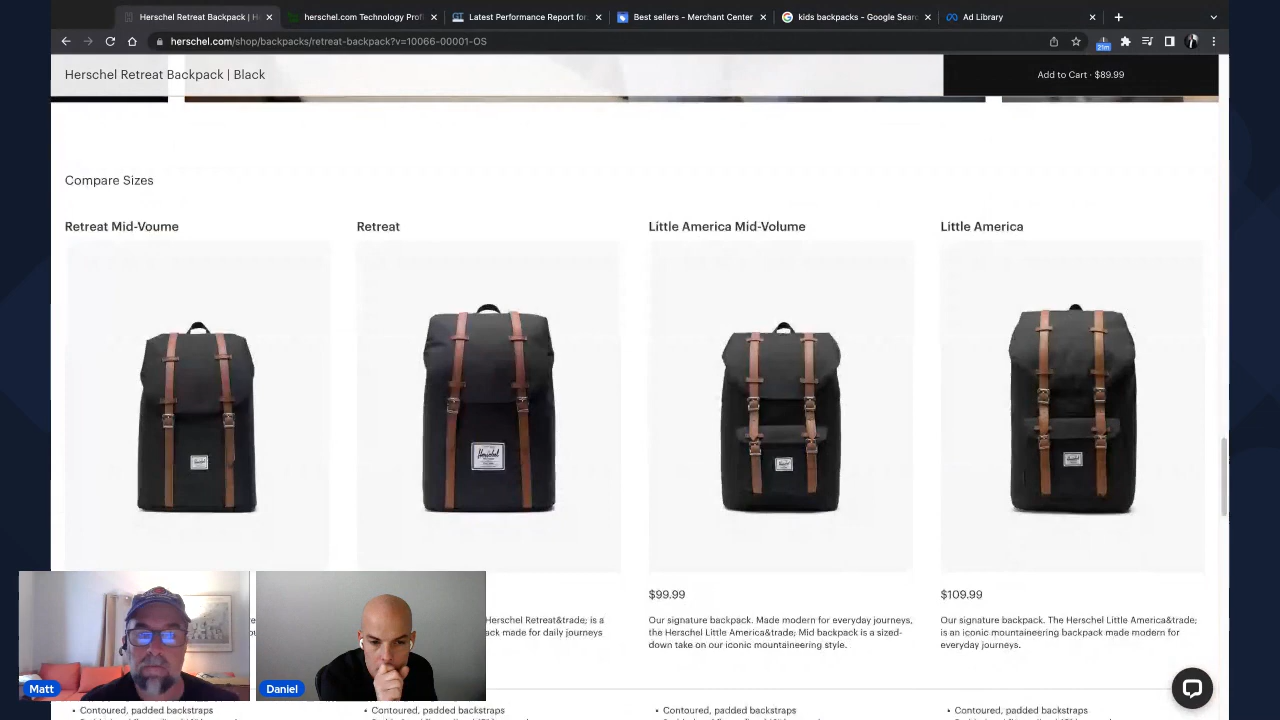 Herschel Retreat Backpack | H
herschel.com Technology Profi
Latest Performance Report for
Best sellers - Merchant Center
kids backpacks - Google Searc
Ad Library
herschel.com/shop/backpacks/retreat-backpack?v=10066-00001-OS
21m
Herschel Retreat Backpack | Black
Add to Cart · $89.99
Compare Sizes
Retreat Mid-Voume
Retreat
Little America Mid-Volume
Little America
Herschel
$99.99
$109.99
Herschel Retreat&trade; is a
ack made for daily journeys
Our signature backpack. Made modern for everyday journeys,
the Herschel Little America&trade; Mid backpack is a sized-
down take on our iconic mountaineering style.
Our signature backpack. The Herschel Little America&trade;
is an iconic mountaineering backpack made modern for
everyday journeys.
Matt
Daniel
• Contoured, padded backstraps
• Contoured, padded backstraps
• Contoured, padded backstraps
• Contoured, padded backstraps